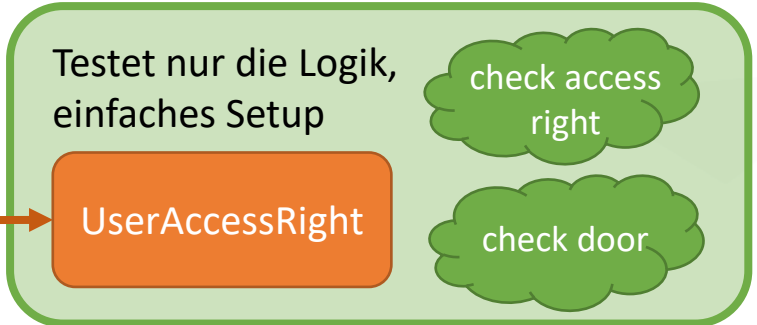 Testet nur die Logik,
einfaches Setup
check access
right
UserAccessRight
check door